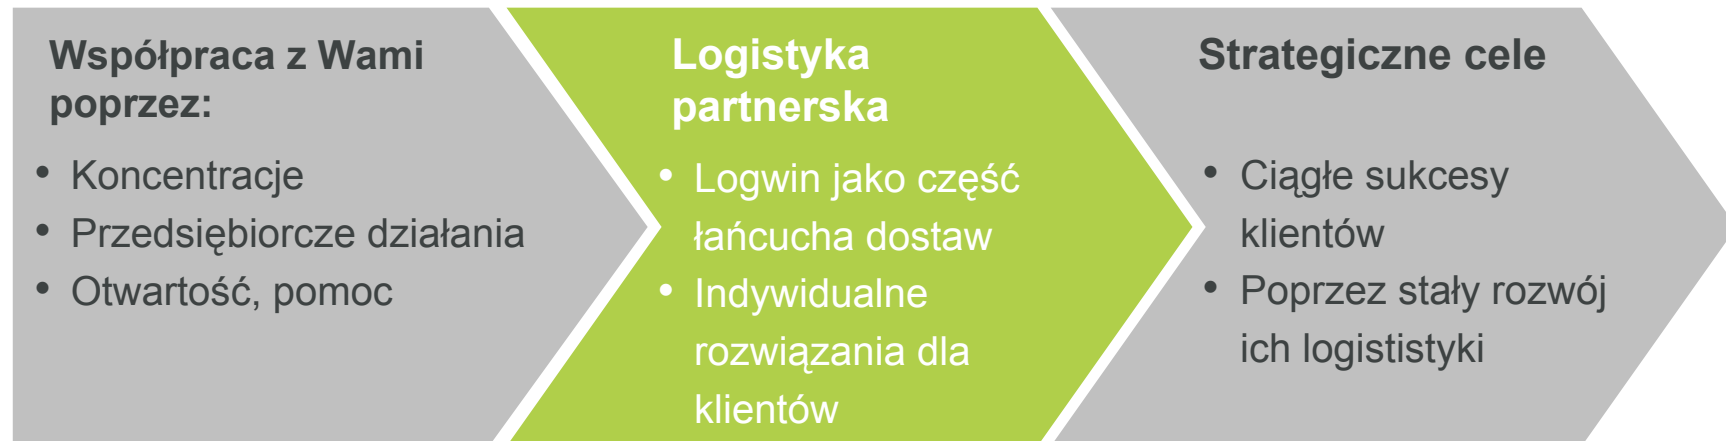 Współpraca z Wami
poprzez:
• Koncentracje
• Przedsiębiorcze działania
• Otwartość, pomoc
Logistyka
partnerska
• Logwin jako część
łańcucha dostaw
• Indywidualne
rozwiązania dla
klientów
Strategiczne cele
• Ciągłe sukcesy
klientów
• Poprzez stały rozwój
ich logististyki